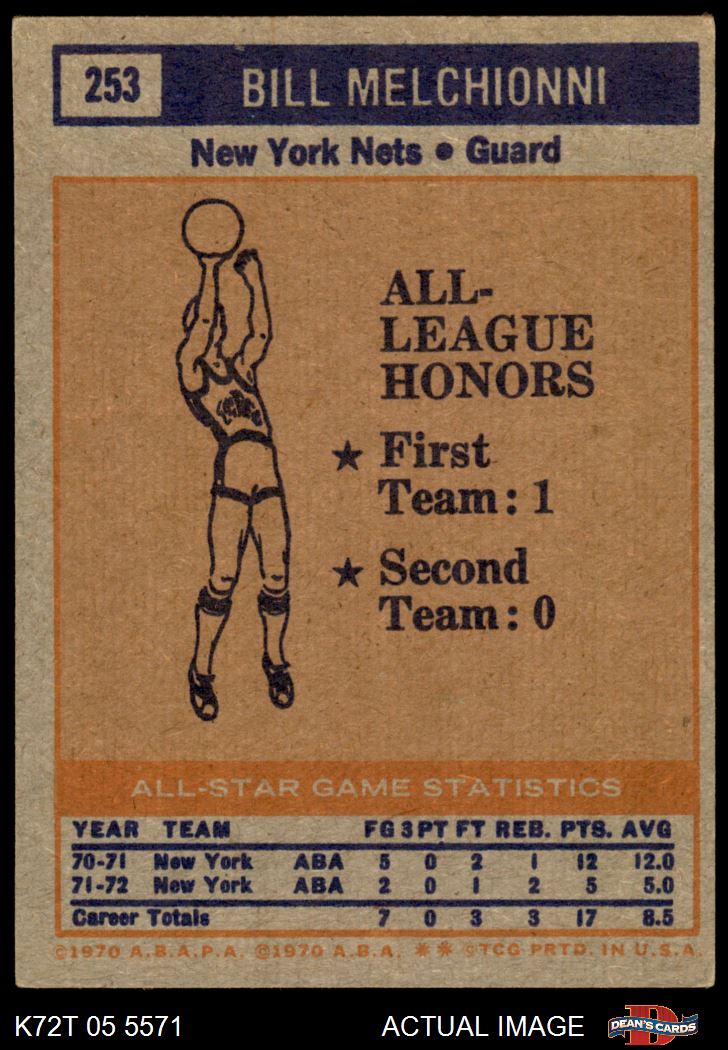 253
BILL MELCHIONNI
New York Nets • Guard
ALL-
LEAGUE
HONORS
★ First
Team: 1
★ Second
Team: 0
ALL-STAR GAME STATISTICS
YEAR TEAM FG 3PT FT REB. PTS. AVG
70-71 New York ABA 5 0 2 1 12 12.0
71-72 New York ABA 2 0 1 2 5 5.0
Career Totals 7 0 3 3 17 8.5
©1970 A.B.A.P.A. ©1970 A.B.A. ** ©TCG PRTD. IN U.S.A.
K72T 05 5571
ACTUAL IMAGE
DEAN'S CARDS